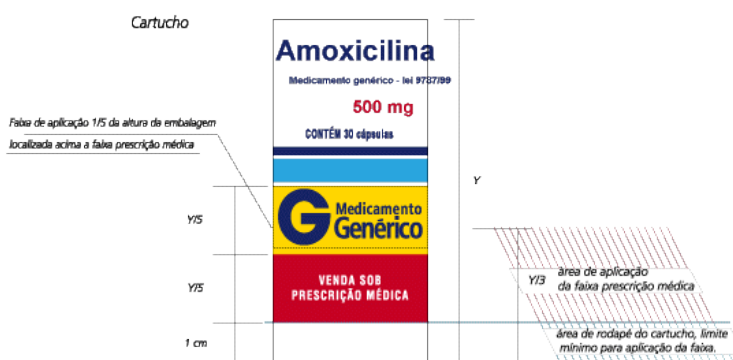 Cartucho
Amoxicilina
Medicamento genérico - lei 9787/99
500 mg
CONTÉM 30 cápsulas
Faixa de aplicação 1/5 da altura da embalagem
localizada acima a faixa prescrição médica
Y
Y/5
G Medicamento
Genérico
Y/5
VENDA SOB
PRESCRIÇÃO MÉDICA
Y/3
área de aplicação
da faixa prescrição médica
1 cm
área de rodapé do cartucho, limite
mínimo para aplicação da faixa.